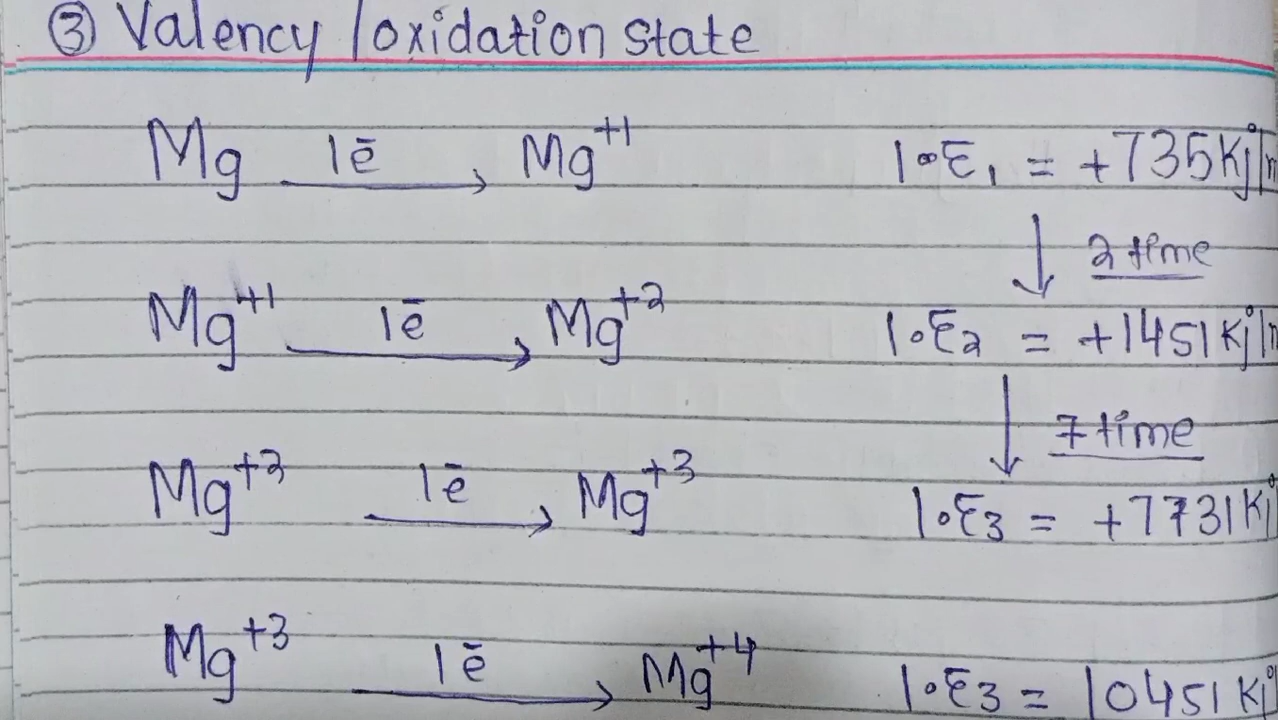 ③ Valency / oxidation state
Mg 1ē → Mg⁺¹ I.E₁ = +735 Kj/
↓ 2 time
Mg⁺¹ 1ē → Mg⁺² I.E₂ = +1451 Kj/
↓ 7 time
Mg⁺² 1ē → Mg⁺³ I.E₃ = +7731 Kj
Mg⁺³ 1ē → Mg⁺⁴ I.E₃ = 10451 Kj